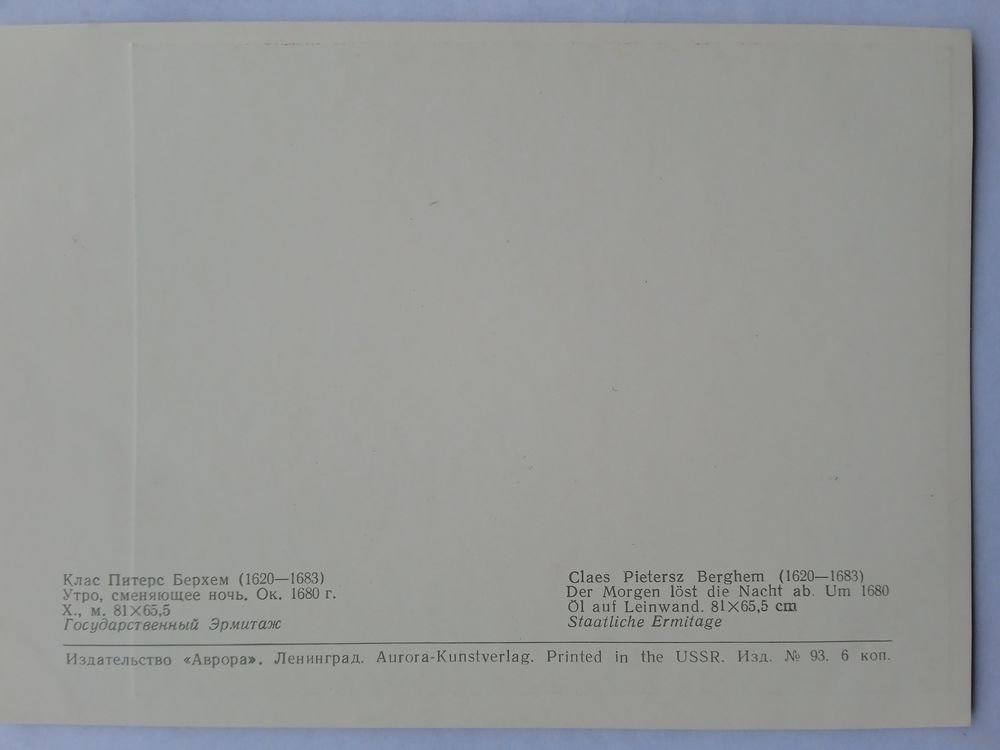 Клас Питерс Берхем (1620—1683)
Утро, сменяющее ночь. Ок. 1680 г.
Х., м. 81×65,5
Государственный Эрмитаж
Claes Pietersz Berghem (1620—1683)
Der Morgen löst die Nacht ab. Um 1680
Öl auf Leinwand. 81×65,5 cm
Staatliche Ermitage
Издательство «Аврора». Ленинград. Aurora-Kunstverlag. Printed in the USSR. Изд. № 93. 6 коп.